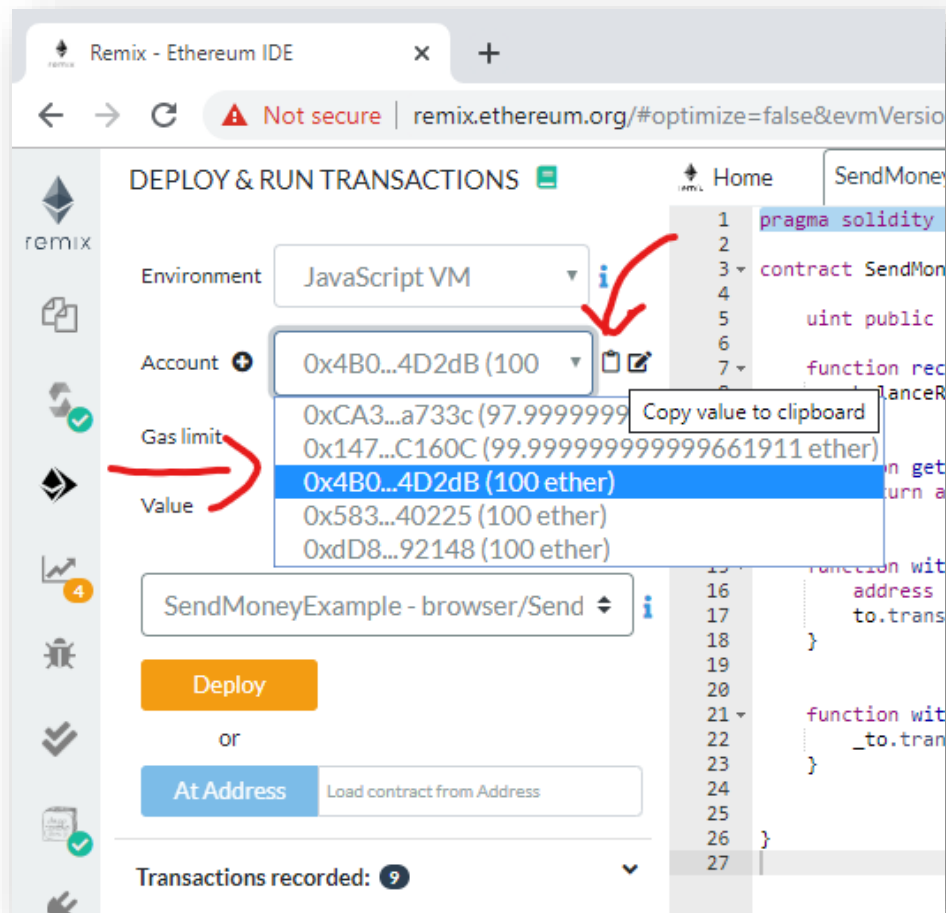 Remix - Ethereum IDE
Not secure | remix.ethereum.org/#optimize=false&evmVersio
remix
DEPLOY & RUN TRANSACTIONS
Environment
JavaScript VM
Account
0x4B0...4D2dB (100
0xCA3...a733c (97.9999999
Copy value to clipboard
0x147...C160C (99.999999999999661911 ether)
0x4B0...4D2dB (100 ether)
0x583...40225 (100 ether)
0xdD8...92148 (100 ether)
Gas limit
Value
4
SendMoneyExample - browser/Send
Deploy
or
At Address
Load contract from Address
Transactions recorded: 9
Home
SendMoney
1 pragma solidity
2
3 contract SendMon
4
5 uint public
6
7 function rec
lanceR
n get
urn a
function wit
16 address
17 to.trans
18 }
19
20
21 function wit
22 _to.tran
23 }
24
25
26 }
27